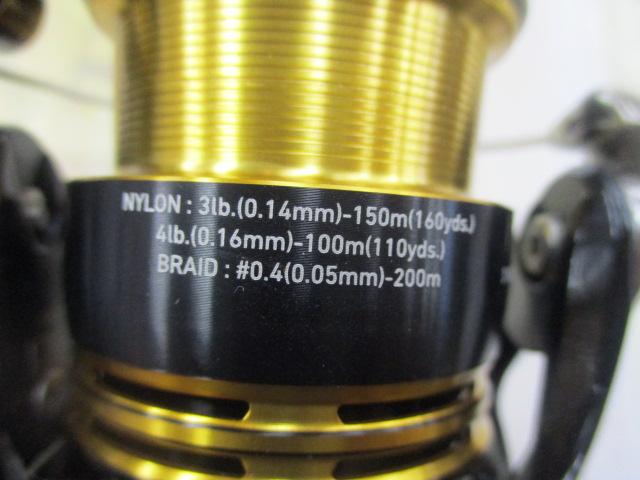 NYLON : 3lb.(0.14mm)-150m(160yds.)
4lb.(0.16mm)-100m(110yds.)
BRAID : #0.4(0.05mm)-200m